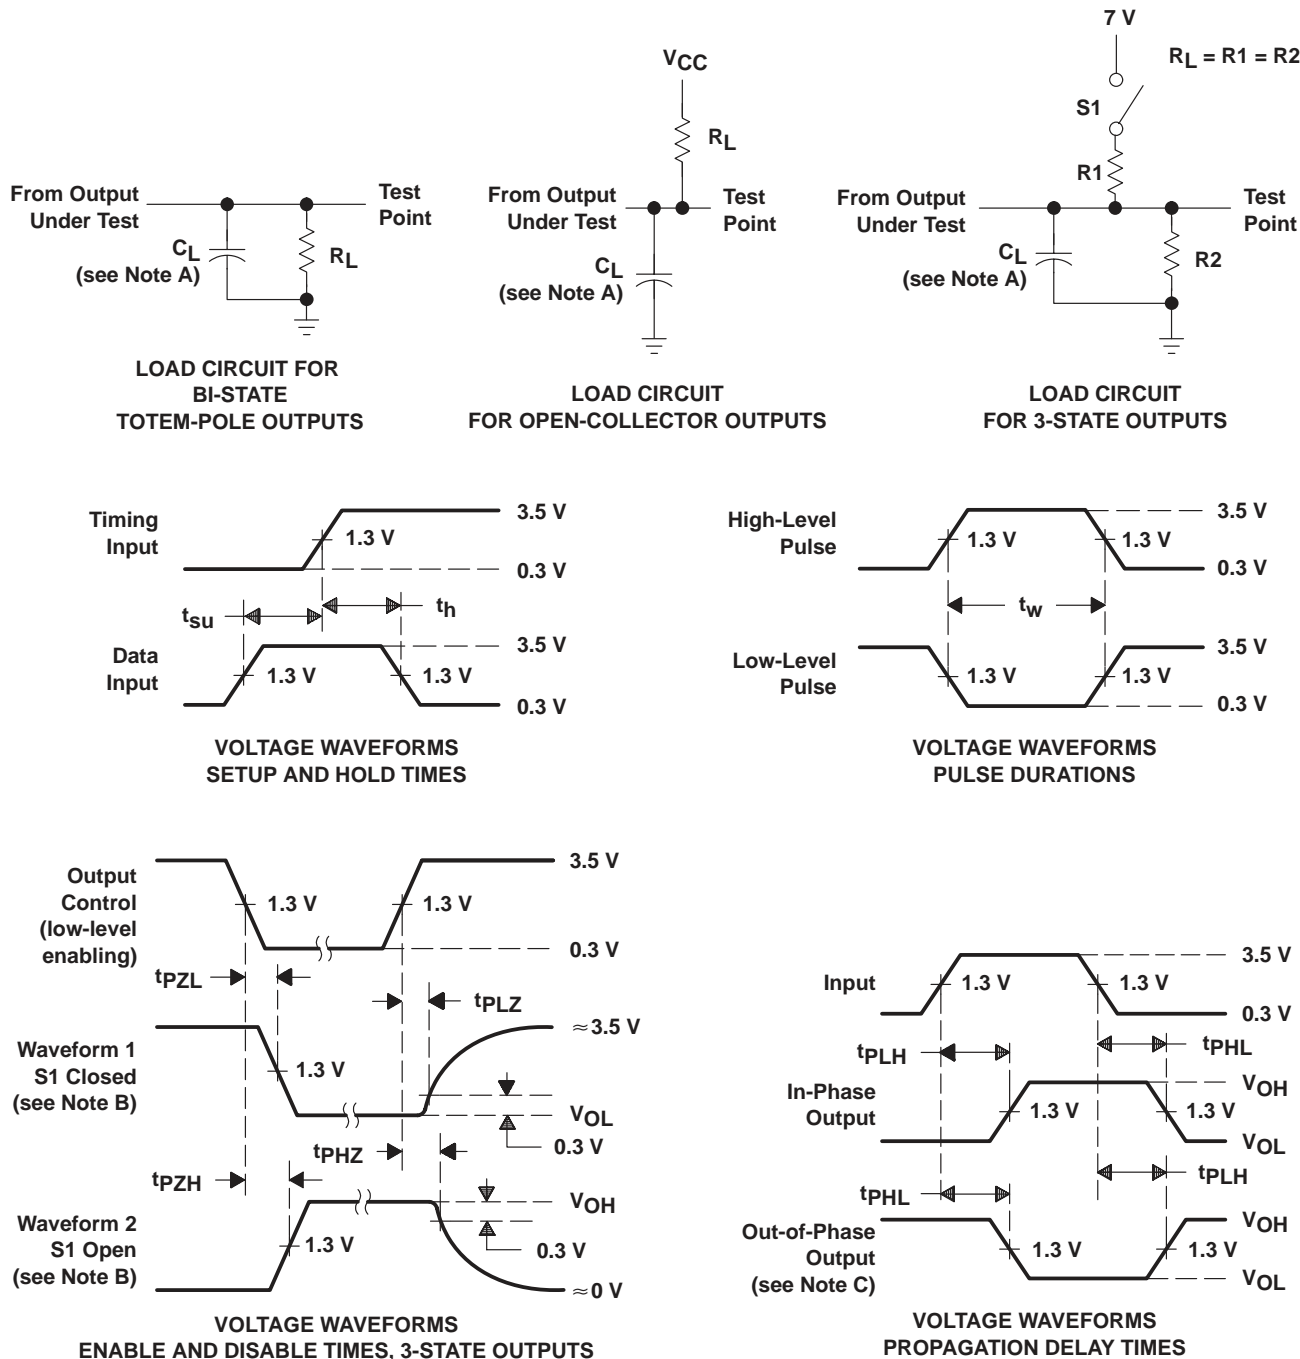 From Output
Under Test
Test
Point
CL
(see Note A)
RL
LOAD CIRCUIT FOR
BI-STATE
TOTEM-POLE OUTPUTS
VCC
RL
From Output
Under Test
Test
Point
CL
(see Note A)
LOAD CIRCUIT
FOR OPEN-COLLECTOR OUTPUTS
7 V
RL = R1 = R2
S1
R1
From Output
Under Test
Test
Point
CL
(see Note A)
R2
LOAD CIRCUIT
FOR 3-STATE OUTPUTS
Timing
Input
3.5 V
1.3 V
0.3 V
tsu
th
Data
Input
3.5 V
1.3 V
1.3 V
0.3 V
VOLTAGE WAVEFORMS
SETUP AND HOLD TIMES
High-Level
Pulse
3.5 V
1.3 V
1.3 V
0.3 V
tw
Low-Level
Pulse
3.5 V
1.3 V
1.3 V
0.3 V
VOLTAGE WAVEFORMS
PULSE DURATIONS
Output
Control
(low-level
enabling)
3.5 V
1.3 V
1.3 V
0.3 V
tPZL
tPLZ
Waveform 1
S1 Closed
(see Note B)
≈3.5 V
1.3 V
VOL
0.3 V
tPHZ
tPZH
Waveform 2
S1 Open
(see Note B)
VOH
1.3 V
0.3 V
≈0 V
VOLTAGE WAVEFORMS
ENABLE AND DISABLE TIMES, 3-STATE OUTPUTS
Input
3.5 V
1.3 V
1.3 V
0.3 V
tPLH
tPHL
In-Phase
Output
VOH
1.3 V
1.3 V
VOL
tPHL
tPLH
Out-of-Phase
Output
(see Note C)
VOH
1.3 V
1.3 V
VOL
VOLTAGE WAVEFORMS
PROPAGATION DELAY TIMES